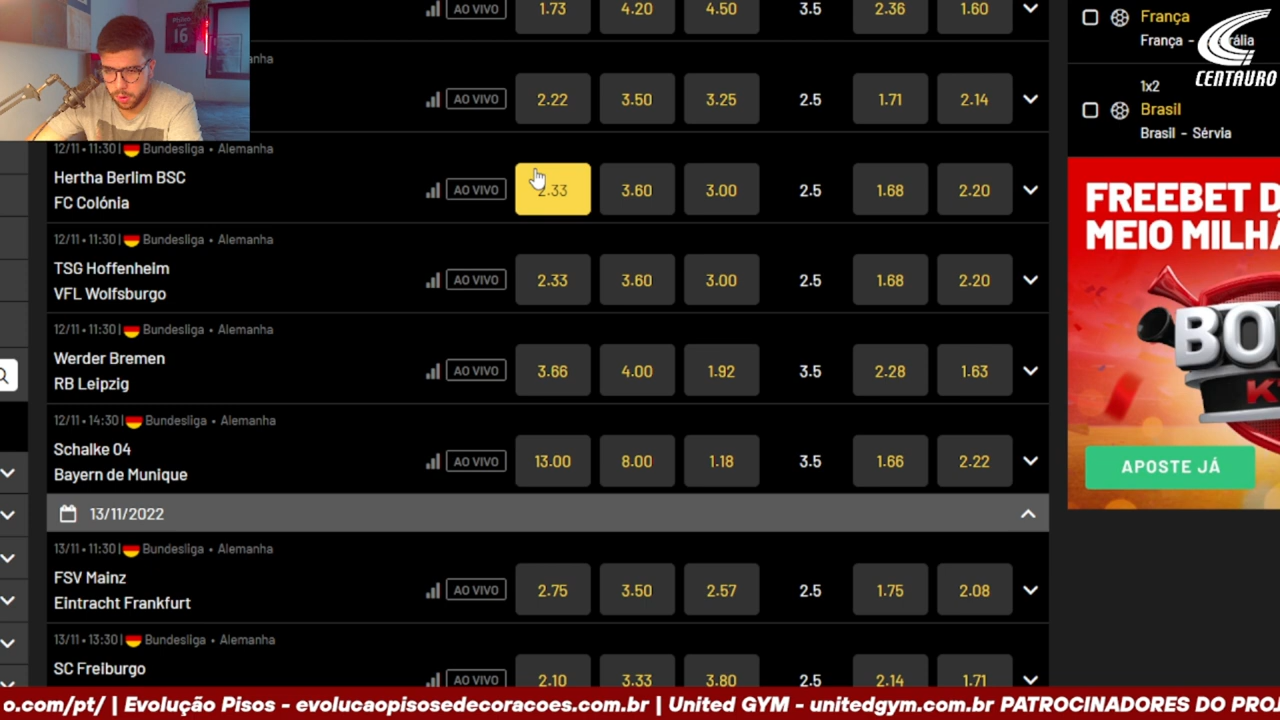 AO VIVO 1.73 4.20 4.50 3.5 2.36 1.60
AO VIVO 2.22 3.50 3.25 2.5 1.71 2.14
12/11 • 11:30 | Bundesliga • Alemanha
Hertha Berlim BSC
FC Colónia
AO VIVO 2.33 3.60 3.00 2.5 1.68 2.20
12/11 • 11:30 | Bundesliga • Alemanha
TSG Hoffenheim
VFL Wolfsburgo
AO VIVO 2.33 3.60 3.00 2.5 1.68 2.20
12/11 • 11:30 | Bundesliga • Alemanha
Werder Bremen
RB Leipzig
AO VIVO 3.66 4.00 1.92 3.5 2.28 1.63
12/11 • 14:30 | Bundesliga • Alemanha
Schalke 04
Bayern de Munique
AO VIVO 13.00 8.00 1.18 3.5 1.66 2.22
13/11/2022
13/11 • 11:30 | Bundesliga • Alemanha
FSV Mainz
Eintracht Frankfurt
AO VIVO 2.75 3.50 2.57 2.5 1.75 2.08
13/11 • 13:30 | Bundesliga • Alemanha
SC Freiburgo
AO VIVO 2.10 3.33 3.80 2.5 2.14 1.71
França
França -
CENTAURO
1x2
Brasil
Brasil - Sérvia
FREEBET D
MEIO MILH
BO
K
APOSTE JÁ
16
o.com/pt/ | Evolução Pisos - evolucaopisosedecoracoes.com.br | United GYM - unitedgym.com.br PATROCINADORES DO PROJ